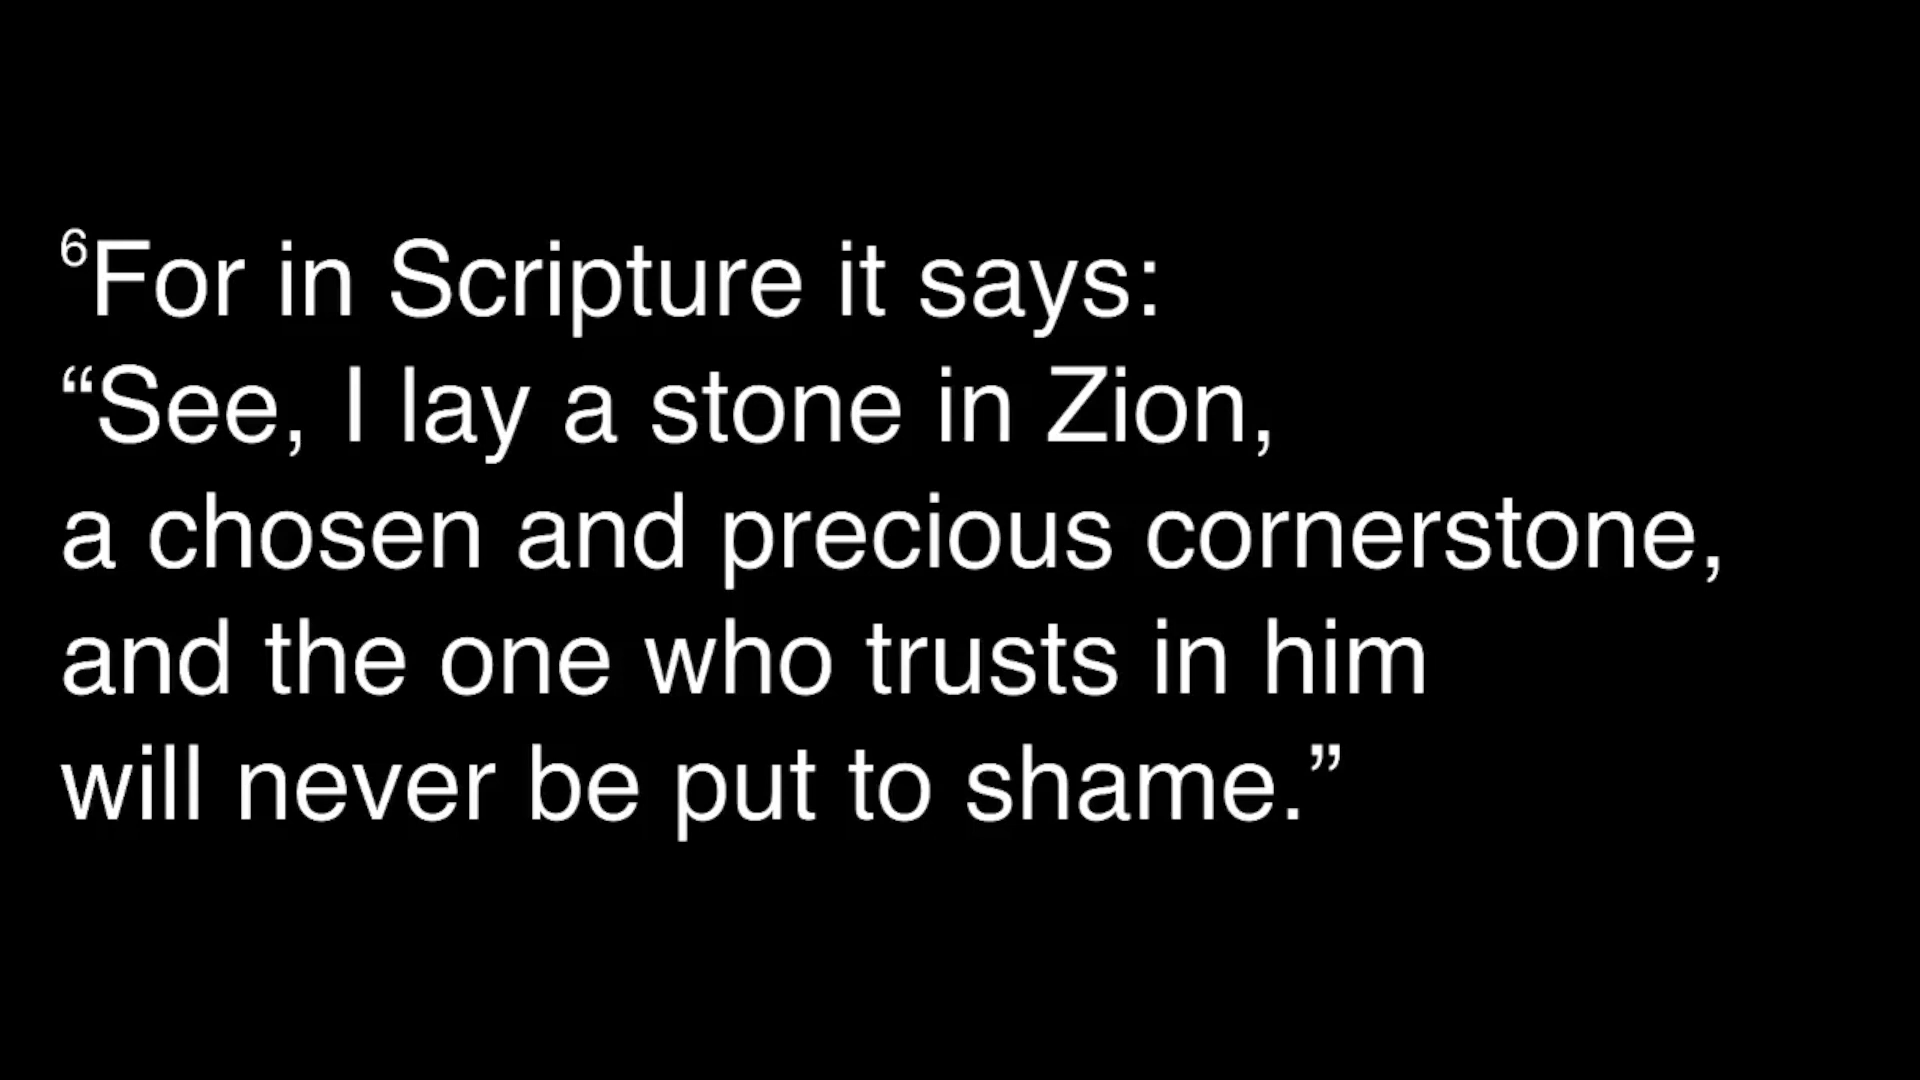 ⁶For in Scripture it says:
“See, I lay a stone in Zion,
a chosen and precious cornerstone,
and the one who trusts in him
will never be put to shame.”